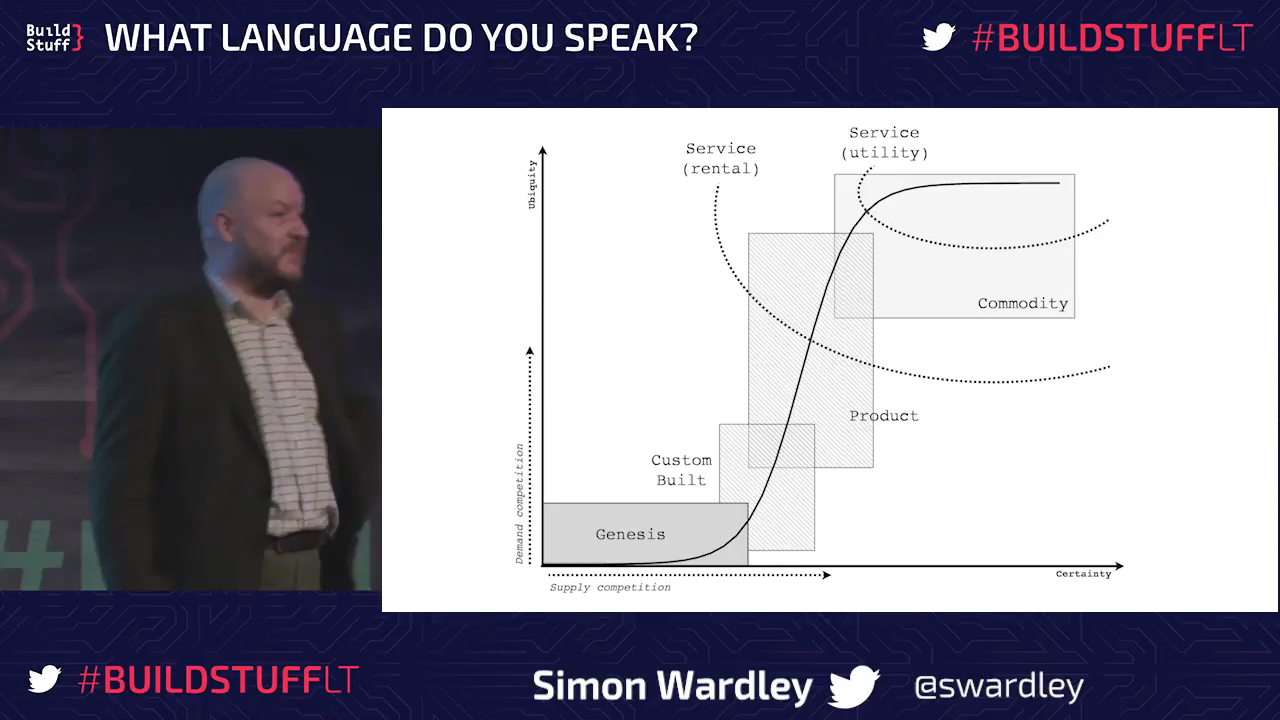 Build
Stuff}
WHAT LANGUAGE DO YOU SPEAK?
#BUILDSTUFFLT
Service
(rental)
Service
(utility)
Ubiquity
Commodity
Product
Custom
Built
Genesis
Demand competition
Supply competition
Certainty
#BUILDSTUFFLT
Simon Wardley
@swardley